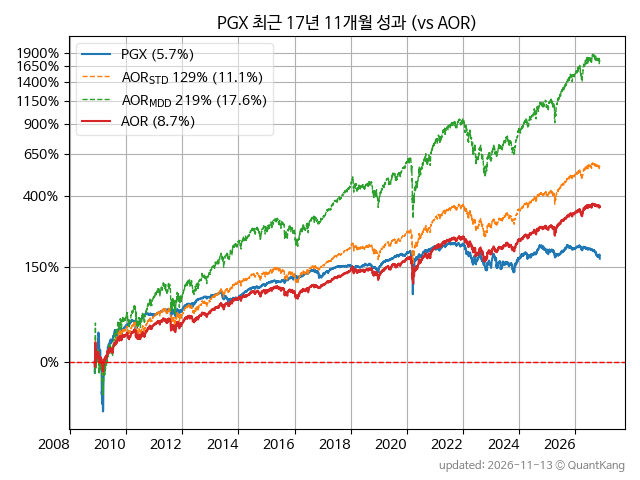 PGX 최근 17년 11개월 성과 (vs AOR)
PGX (5.7%)
AORSTD 129% (11.1%)
AORMDD 219% (17.6%)
AOR (8.7%)
1900%
1650%
1400%
1150%
900%
650%
400%
150%
0%
2008 2010 2012 2014 2016 2018 2020 2022 2024 2026
updated: 2026-11-13 © QuantKang